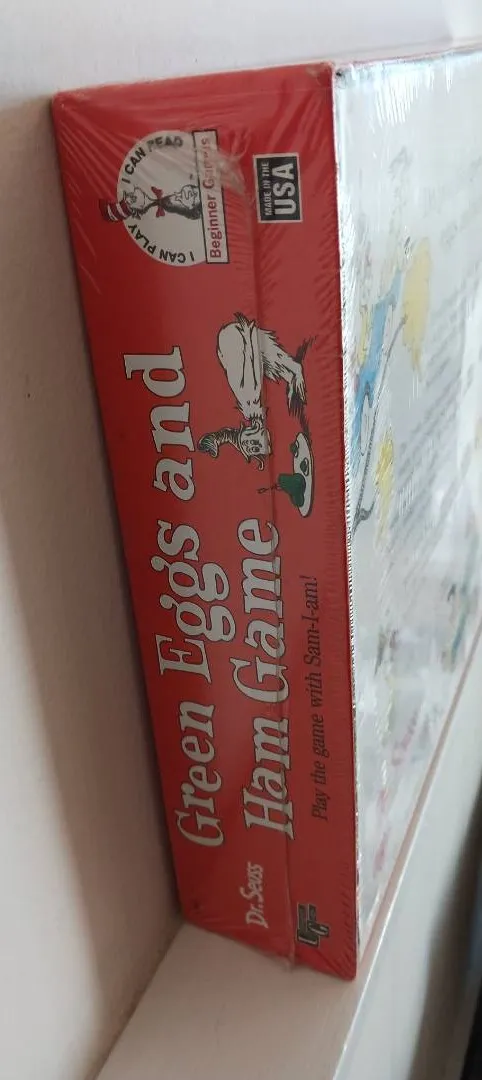 Dr. Seuss
Green Eggs and
Ham Game
Play the game with Sam-I-am!
I CAN READ
I CAN PLAY
Beginner Games
MADE IN THE
USA